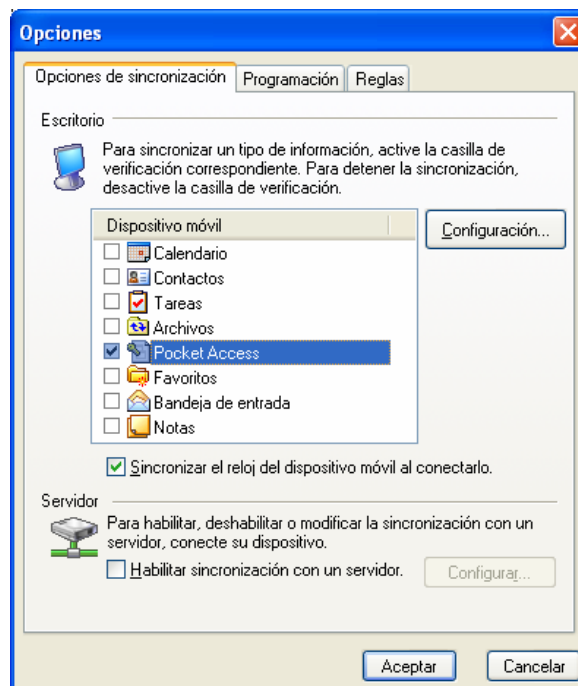 Opciones
Opciones de sincronización Programación Reglas
Escritorio
Para sincronizar un tipo de información, active la casilla de
verificación correspondiente. Para detener la sincronización,
desactive la casilla de verificación.
Dispositivo móvil
Configuración...
Calendario
Contactos
Tareas
Archivos
Pocket Access
Favoritos
Bandeja de entrada
Notas
Sincronizar el reloj del dispositivo móvil al conectarlo.
Servidor
Para habilitar, deshabilitar o modificar la sincronización con un
servidor, conecte su dispositivo.
Habilitar sincronización con un servidor.
Configurar...
Aceptar Cancelar